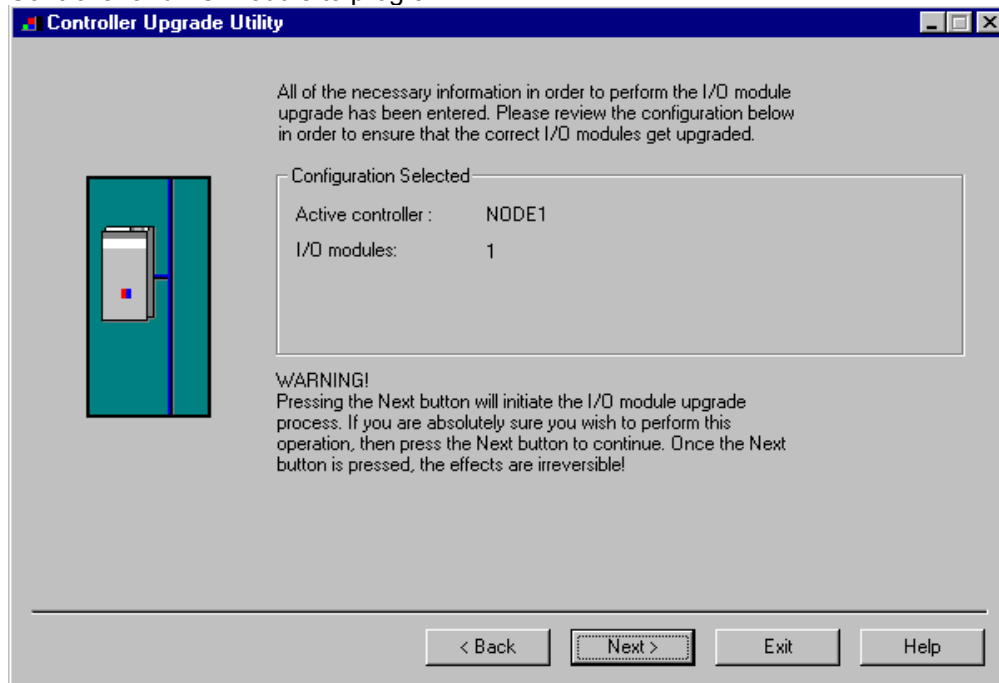 Controller Upgrade Utility
All of the necessary information in order to perform the I/O module
upgrade has been entered. Please review the configuration below
in order to ensure that the correct I/O modules get upgraded.
Configuration Selected
Active controller : NODE1
I/O modules: 1
WARNING!
Pressing the Next button will initiate the I/O module upgrade
process. If you are absolutely sure you wish to perform this
operation, then press the Next button to continue. Once the Next
button is pressed, the effects are irreversible!
< Back Next > Exit Help